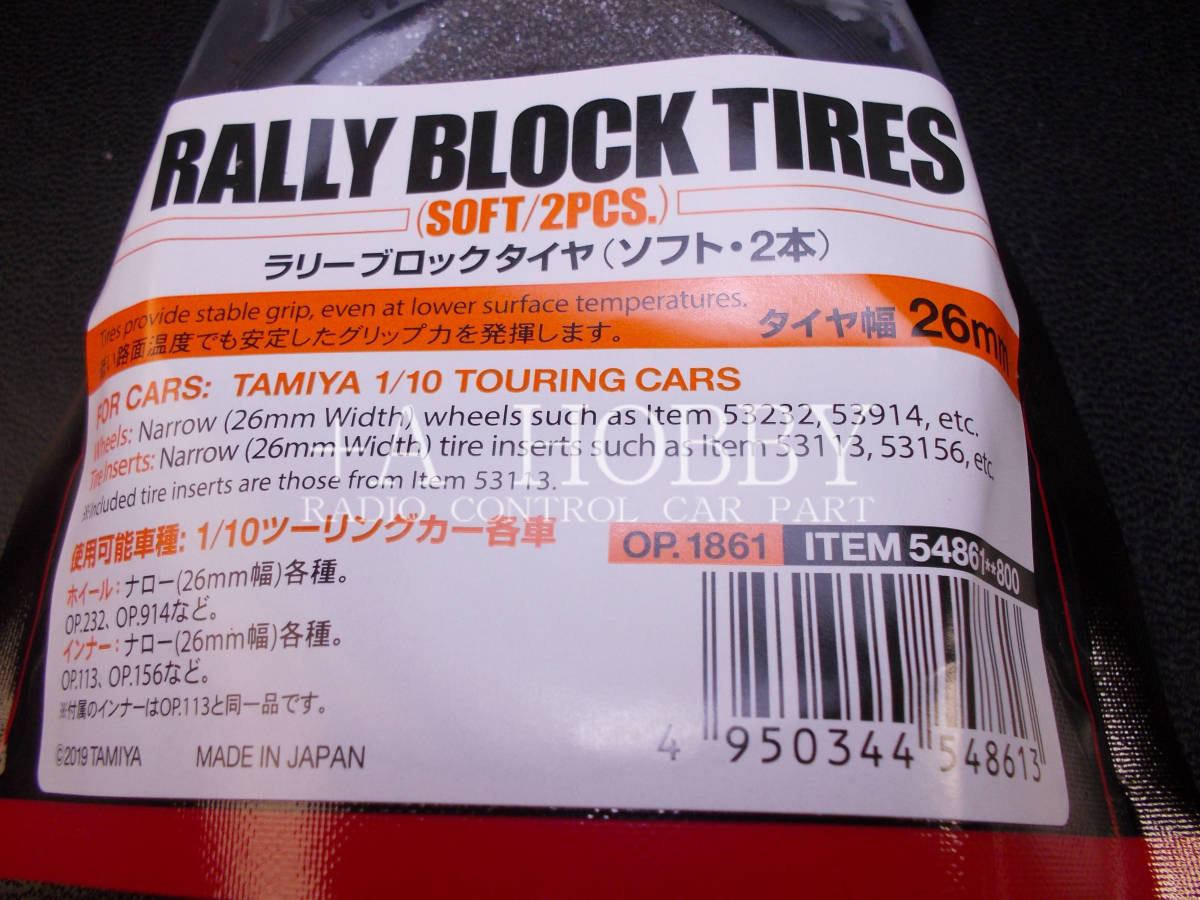 RALLY BLOCK TIRES
(SOFT/2PCS.)
ラリーブロックタイヤ(ソフト・2本)
Tires provide stable grip, even at lower surface temperatures.
低い路面温度でも安定したグリップ力を発揮します。
タイヤ幅 26mm
FOR CARS: TAMIYA 1/10 TOURING CARS
Wheels: Narrow (26mm Width) wheels such as Item 53232, 53914, etc.
Tire Inserts: Narrow (26mm Width) tire inserts such as Item 53113, 53156, etc.
※Included tire inserts are those from Item 53113.
+A HOBBY
RADIO CONTROL CAR PART
使用可能車種: 1/10ツーリングカー各車
ホイール: ナロー(26mm幅)各種。
OP.232、OP.914など。
インナー: ナロー(26mm幅)各種。
OP.113、OP.156など。
※付属のインナーはOP.113と同一品です。
©2019 TAMIYA MADE IN JAPAN
OP.1861 ITEM 54861**800
4 950344 548613